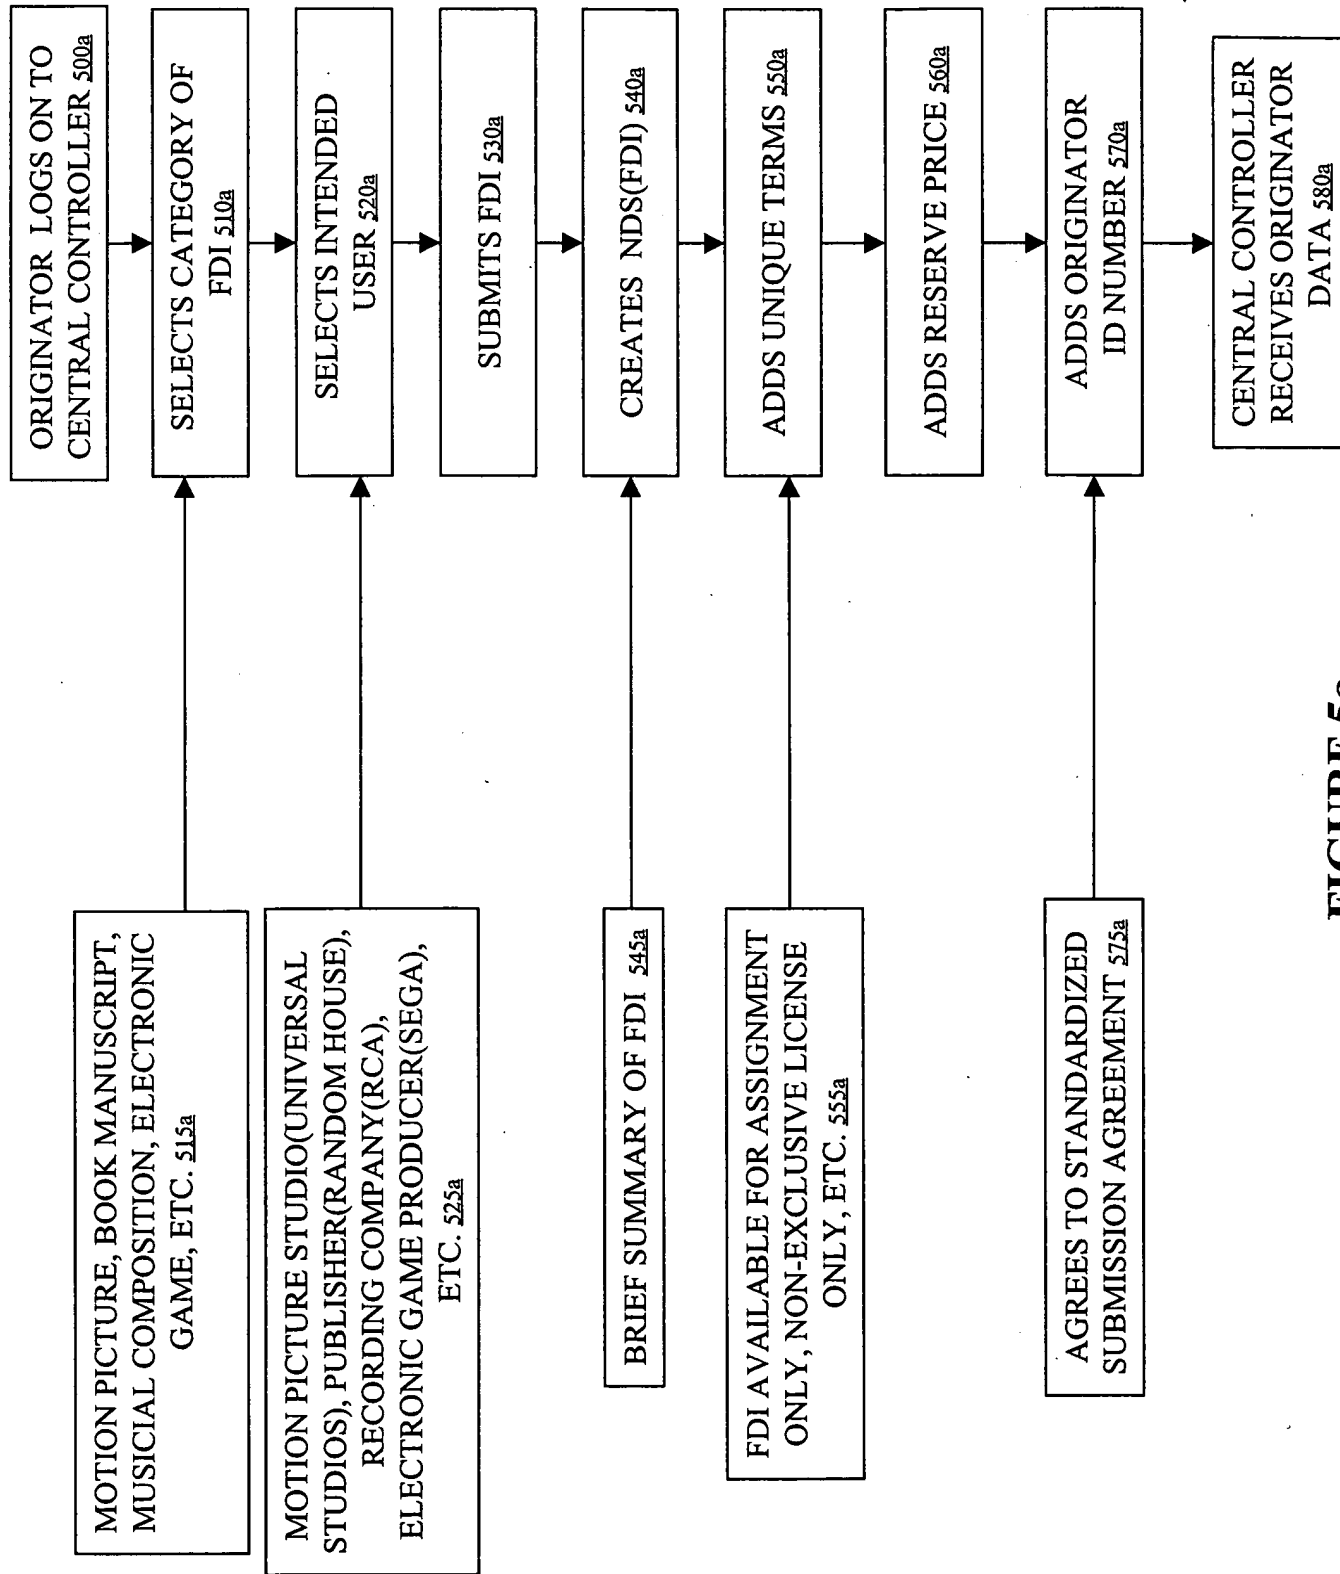 ORIGINATOR LOGS ON TO
CENTRAL CONTROLLLER 500a
SELECTS CATEGORY OF
FDI 510a
MOTION PICTURE, BOOK MANUSCRIPT,
MUSICIAL COMPOSITION, ELECTRONIC
GAME, ETC. 515a
SELECTS INTENDED
USER 520a
MOTION PICTURE STUDIO(UNIVERSAL
STUDIOS), PUBLISHER(RANDOM HOUSE),
RECORDING COMPANY(RCA),
ELECTRONIC GAME PRODUCER(SEGA),
ETC. 525a
SUBMITS FDI 530a
CREATES NDS(FDI) 540a
BRIEF SUMMARY OF FDI 545a
ADDS UNIQUE TERMS 550a
FDI AVAILABLE FOR ASSIGNMENT
ONLY, NON-EXCLUSIVE LICENSE
ONLY, ETC. 555a
ADDS RESERVE PRICE 560a
ADDS ORIGINATOR
ID NUMBER 570a
AGREES TO STANDARDIZED
SUBMISSION AGREEMENT 575a
CENTRAL CONTROLLER
RECEIVES ORIGINATOR
DATA 580a
FIGURE 5a